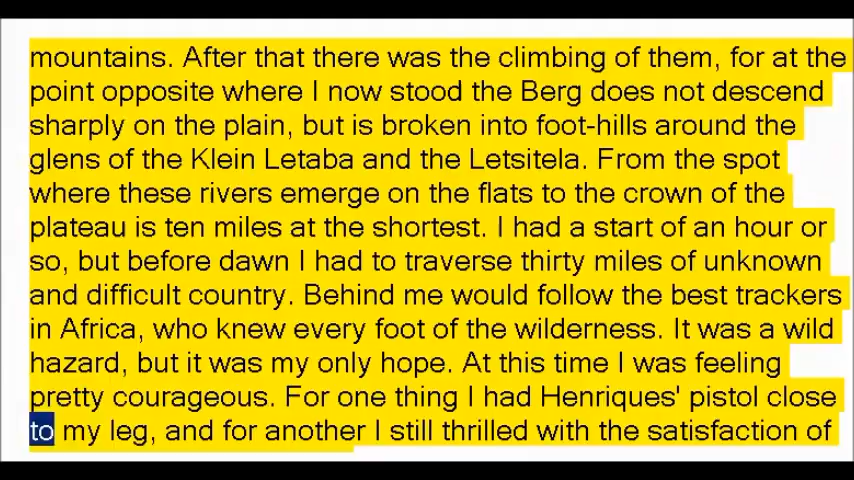 mountains. After that there was the climbing of them, for at the
point opposite where I now stood the Berg does not descend
sharply on the plain, but is broken into foot-hills around the
glens of the Klein Letaba and the Letsitela. From the spot
where these rivers emerge on the flats to the crown of the
plateau is ten miles at the shortest. I had a start of an hour or
so, but before dawn I had to traverse thirty miles of unknown
and difficult country. Behind me would follow the best trackers
in Africa, who knew every foot of the wilderness. It was a wild
hazard, but it was my only hope. At this time I was feeling
pretty courageous. For one thing I had Henriques' pistol close
to my leg, and for another I still thrilled with the satisfaction of